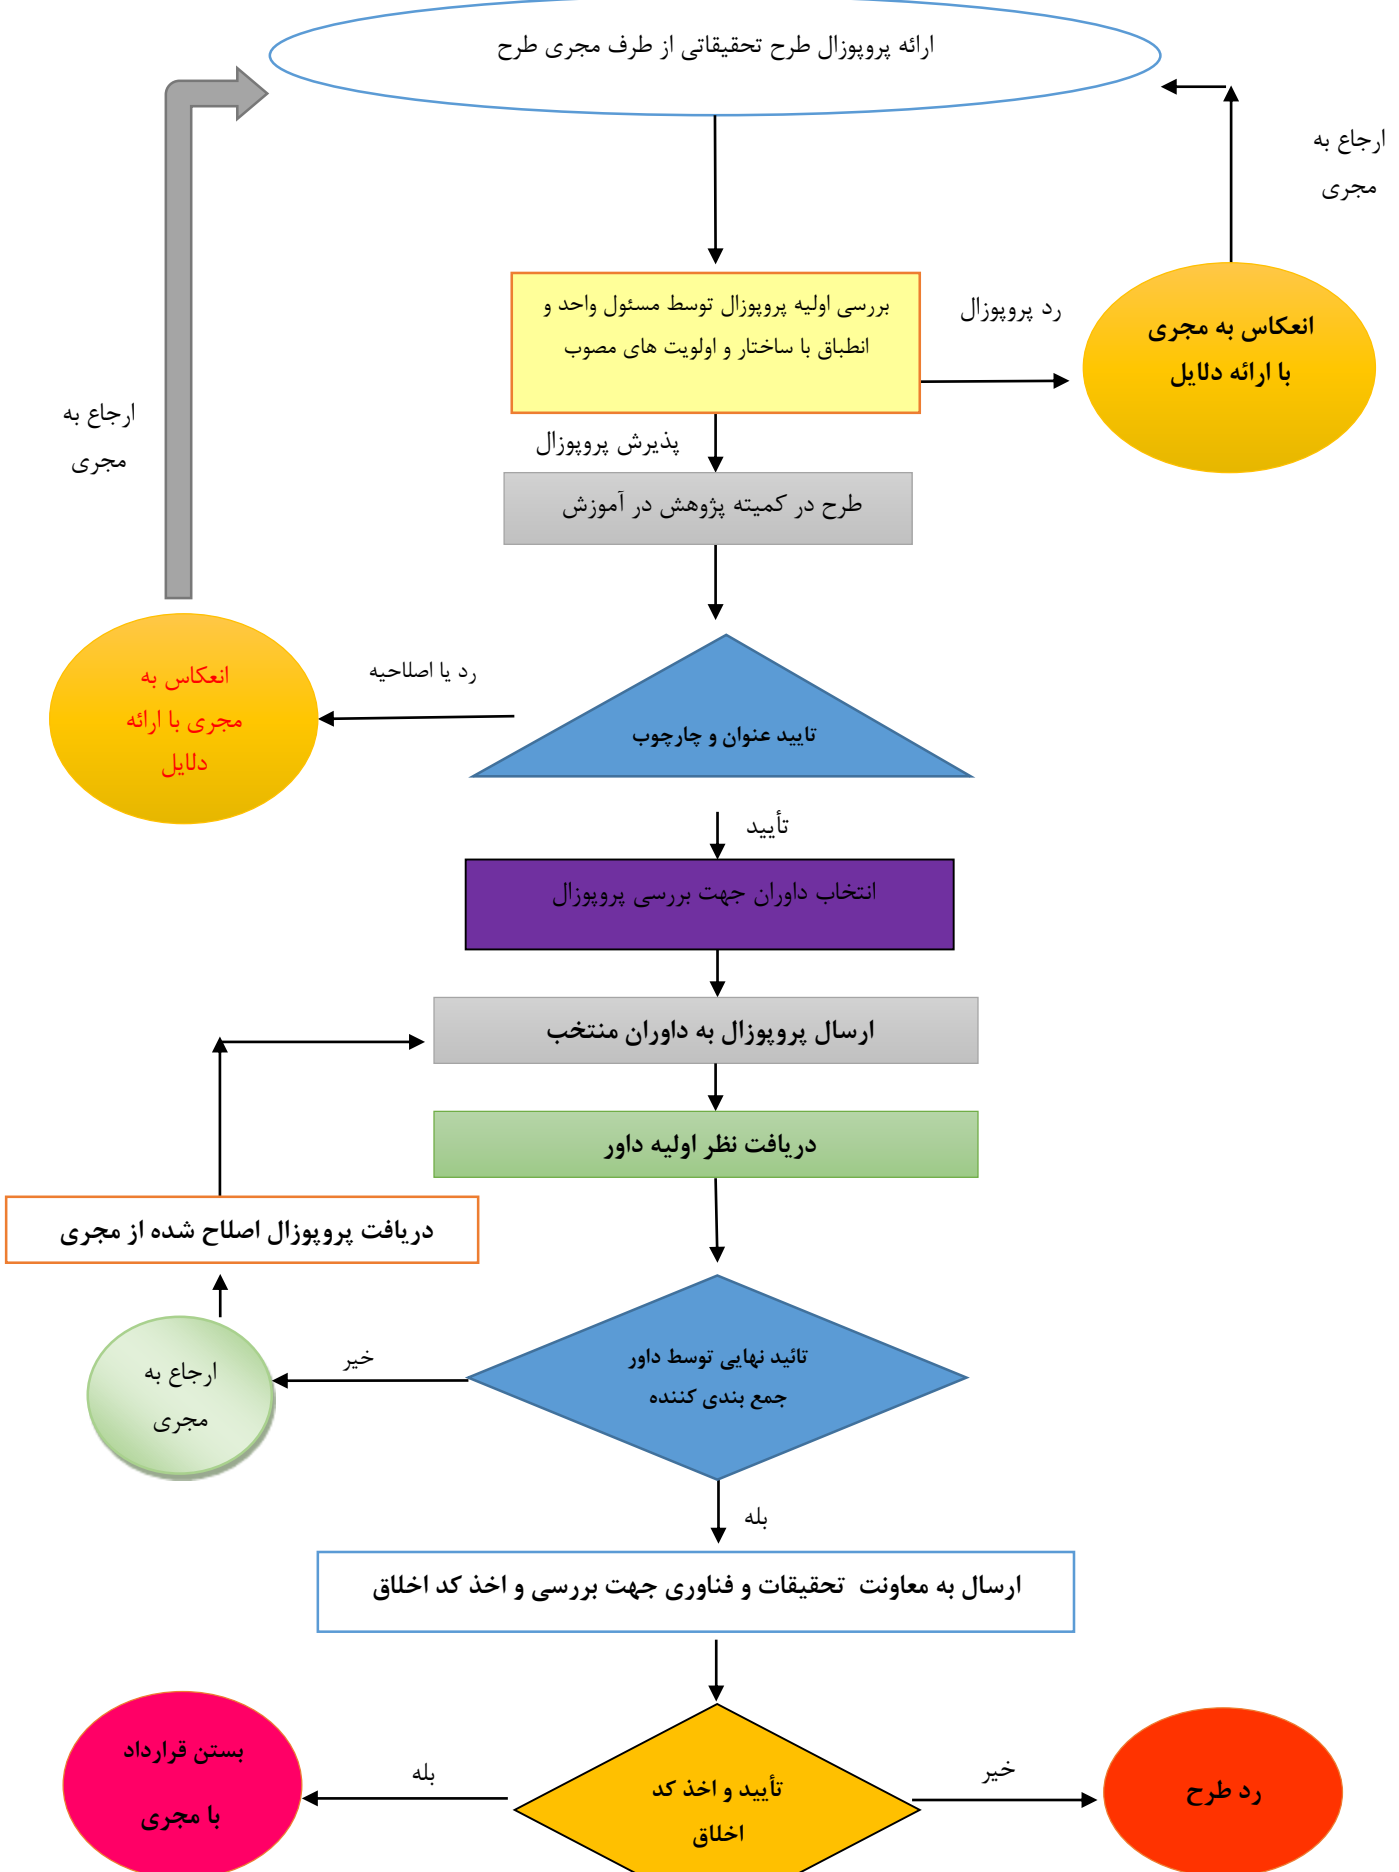 ارائه پروپوزال طرح تحقیقاتی از طرف مجری طرح
ارجاع به
مجری
بررسی اولیه پروپوزال توسط مسئول واحد و
انطباق با ساختار و اولویت های مصوب
رد پروپوزال
انعکاس به مجری
با ارائه دلایل
ارجاع به
مجری
پذیرش پروپوزال
طرح در کمیته پژوهش در آموزش
رد یا اصلاحیه
انعکاس به
مجری با ارائه
دلایل
تایید عنوان و چارچوب
تأیید
انتخاب داوران جهت بررسی پروپوزال
ارسال پروپوزال به داوران منتخب
دریافت نظر اولیه داور
دریافت پروپوزال اصلاح شده از مجری
تائید نهایی توسط داور
جمع بندی کننده
خیر
ارجاع به
مجری
بله
ارسال به معاونت تحقیقات و فناوری جهت بررسی و اخذ کد اخلاق
تأیید و اخذ کد
اخلاق
خیر
رد طرح
بله
بستن قرارداد
با مجری